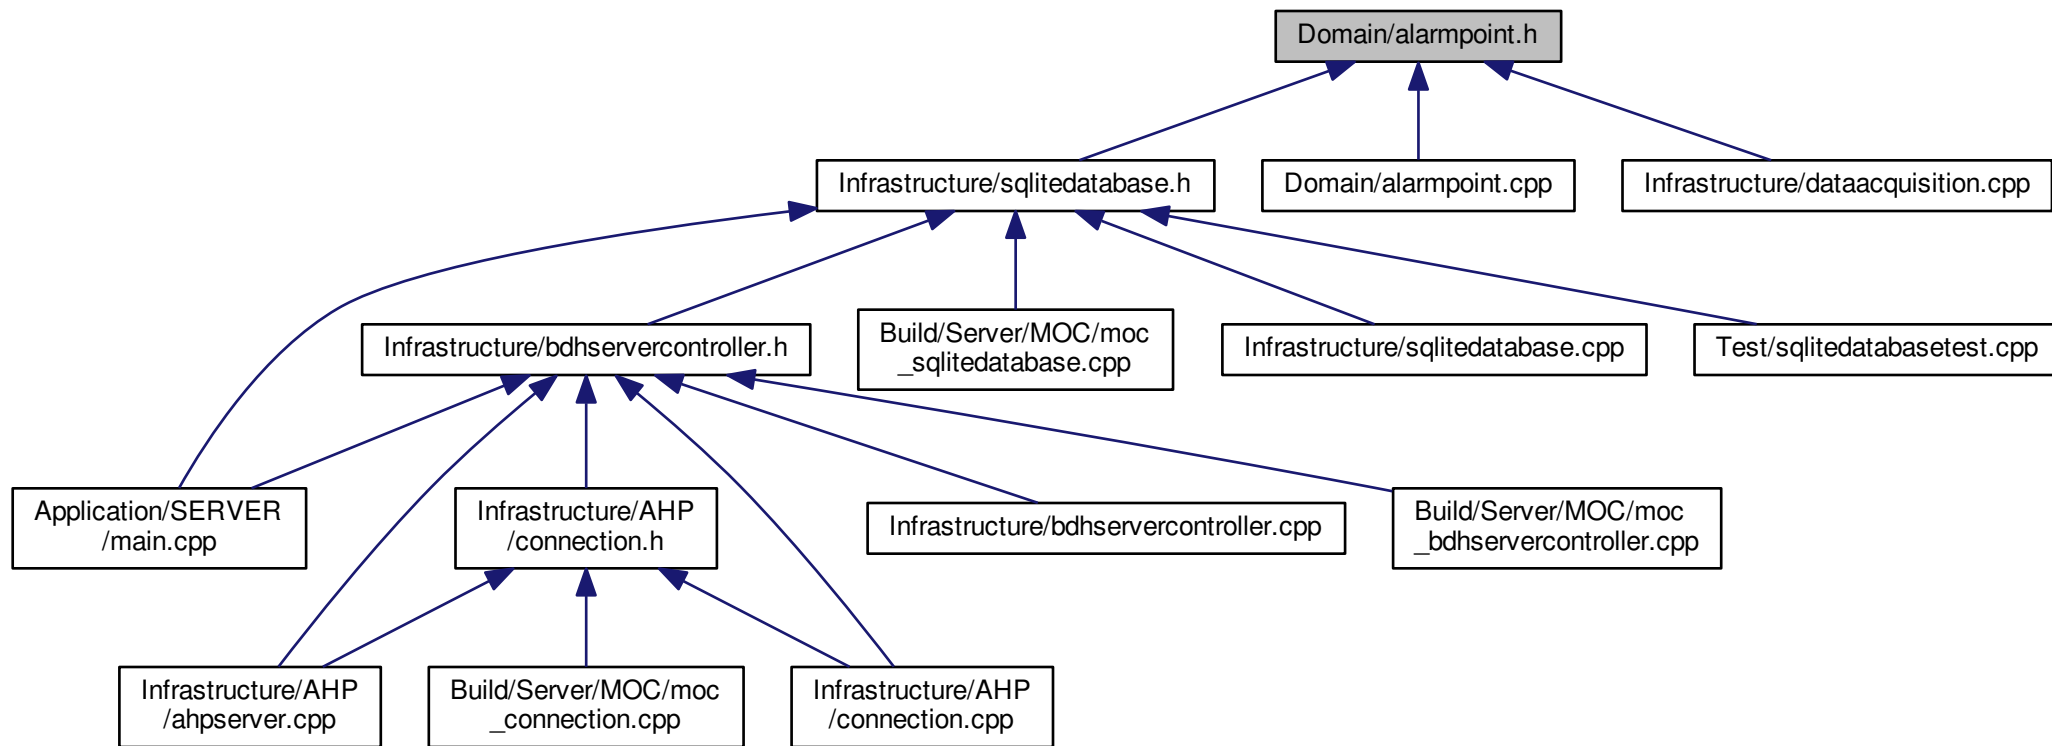 Domain/alarmpoint.h
Infrastructure/sqlitedatabase.h
Domain/alarmpoint.cpp
Infrastructure/dataacquisition.cpp
Infrastructure/bdhservercontroller.h
Build/Server/MOC/moc
_sqlitedatabase.cpp
Infrastructure/sqlitedatabase.cpp
Test/sqlitedatabasetest.cpp
Application/SERVER
/main.cpp
Infrastructure/AHP
/connection.h
Infrastructure/bdhservercontroller.cpp
Build/Server/MOC/moc
_bdhservercontroller.cpp
Infrastructure/AHP
/ahpserver.cpp
Build/Server/MOC/moc
_connection.cpp
Infrastructure/AHP
/connection.cpp